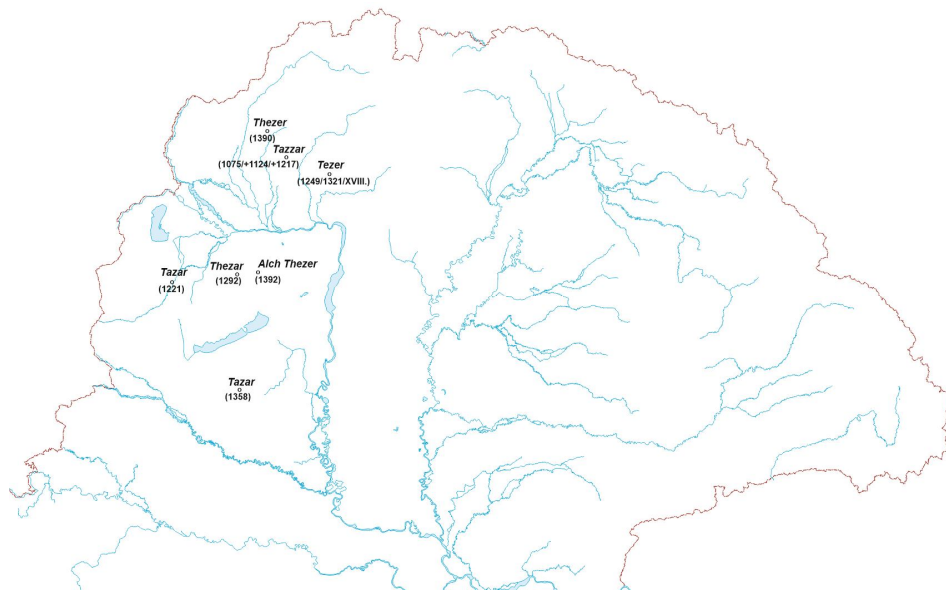 Thezer
(1390)
Tazzar
(1075/+1124/+1217)
Tezer
(1249/1321/XVIII.)
Tazar
(1221)
Thezar
(1292)
Alch Thezer
(1392)
Tazar
(1358)